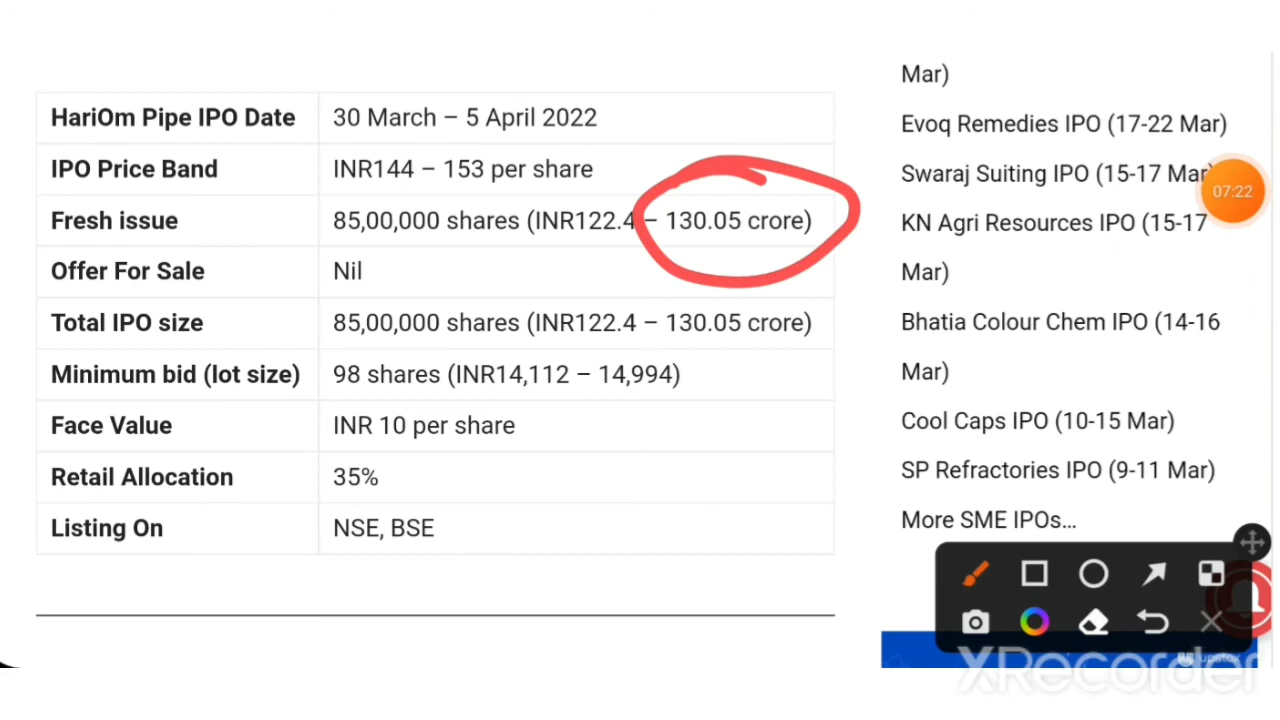 HariOm Pipe IPO Date 30 March – 5 April 2022
IPO Price Band INR144 – 153 per share
Fresh issue 85,00,000 shares (INR122.4 – 130.05 crore)
Offer For Sale Nil
Total IPO size 85,00,000 shares (INR122.4 – 130.05 crore)
Minimum bid (lot size) 98 shares (INR14,112 – 14,994)
Face Value INR 10 per share
Retail Allocation 35%
Listing On NSE, BSE
Mar)
Evoq Remedies IPO (17-22 Mar)
Swaraj Suiting IPO (15-17 Mar)
07:22
KN Agri Resources IPO (15-17
Mar)
Bhatia Colour Chem IPO (14-16
Mar)
Cool Caps IPO (10-15 Mar)
SP Refractories IPO (9-11 Mar)
More SME IPOs...
upstox
XRecorder